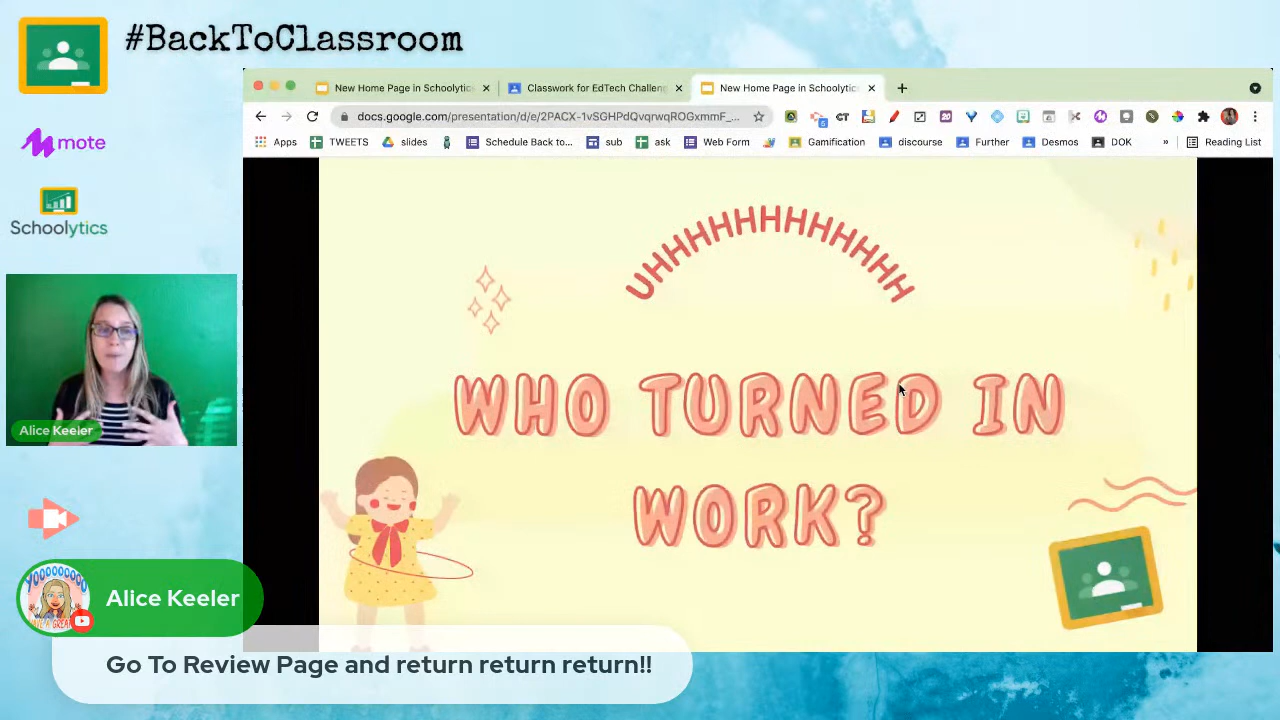 #BackToClassroom
mote
Schoolytics
Alice Keeler
New Home Page in Schoolytic
Classwork for EdTech Challeng
New Home Page in Schoolytic
docs.google.com/presentation/d/e/2PACX-1vSGHPdQvqrwqROGxmmF_...
Apps
TWEETS
slides
Schedule Back to...
sub
ask
Web Form
Gamification
discourse
Further
Desmos
DOK
»
Reading List
UHHHHHHHHHHHHHH
WHO TURNED IN
WORK?
Alice Keeler
Go To Review Page and return return return!!